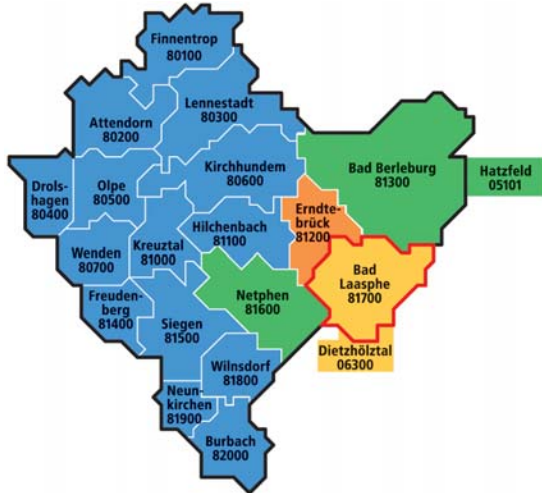 Finnentrop
80100
Lennestadt
80300
Attendorn
80200
Kirchhundem
80600
Bad Berleburg
81300
Hatzfeld
05101
Drols-
hagen
80400
Olpe
80500
Erndte-
brück
81200
Hilchenbach
81100
Kreuztal
81000
Wenden
80700
Bad
Laasphe
81700
Netphen
81600
Freuden-
berg
81400
Siegen
81500
Dietzhölztal
06300
Wilnsdorf
81800
Neun-
kirchen
81900
Burbach
82000